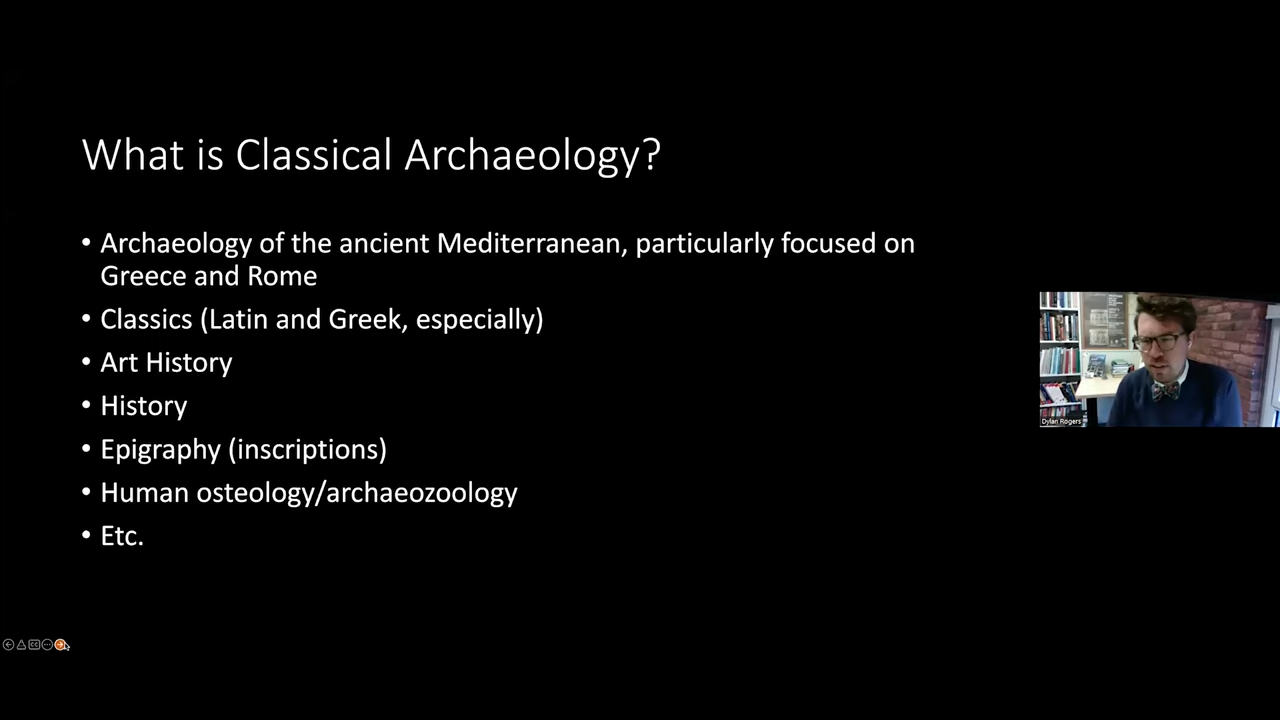 What is Classical Archaeology?
• Archaeology of the ancient Mediterranean, particularly focused on
Greece and Rome
• Classics (Latin and Greek, especially)
• Art History
• History
• Epigraphy (inscriptions)
• Human osteology/archaeozoology
• Etc.
Dylan Rogers
CC